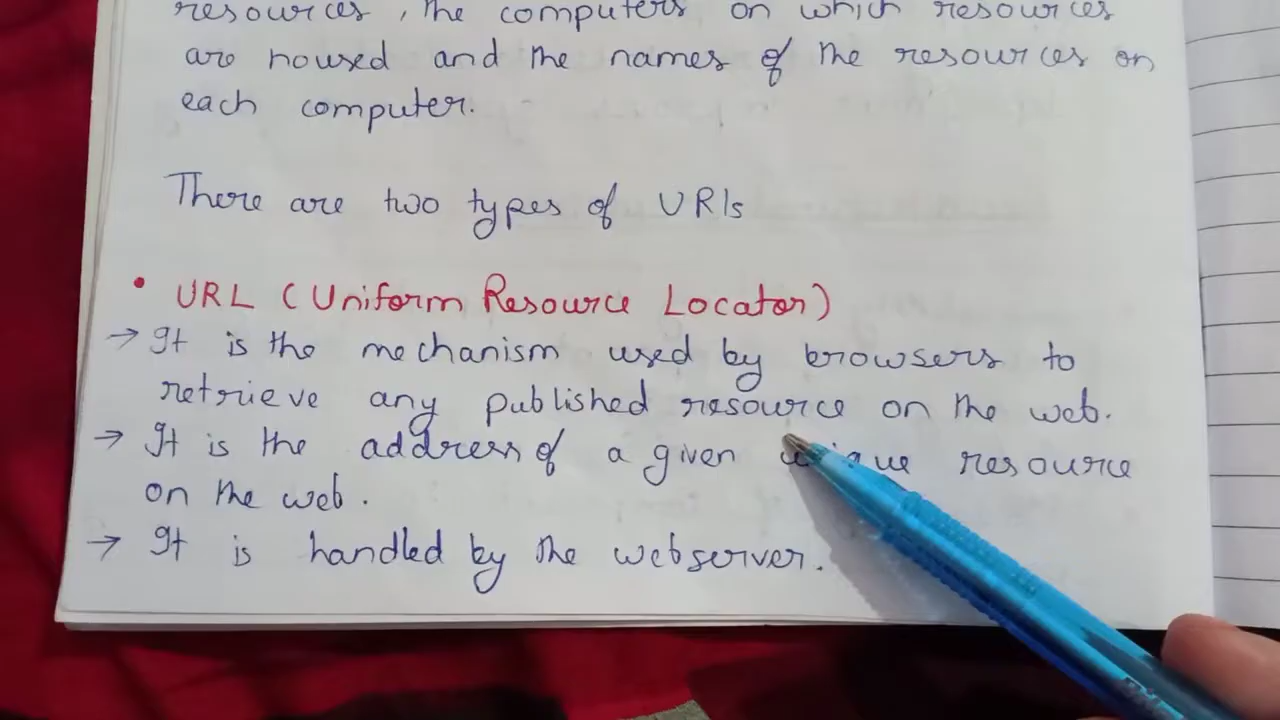 resources, the computers on which resources
are housed and the names of the resources on
each computer.
There are two types of URIs
• URL (Uniform Resource Locator)
→ It is the mechanism used by browsers to
retrieve any published resource on the web.
→ It is the address of a given unique resource
on the web.
→ It is handled by the webserver.